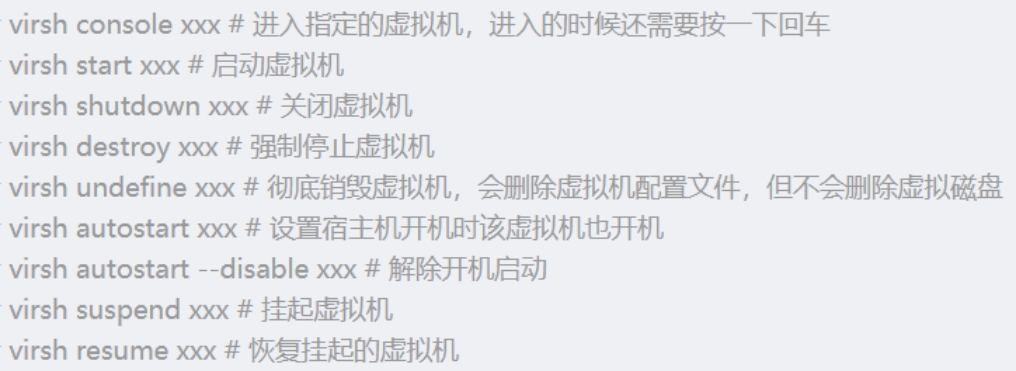 virsh console xxx # 进入指定的虚拟机，进入的时候还需要按一下回车
virsh start xxx # 启动虚拟机
virsh shutdown xxx # 关闭虚拟机
virsh destroy xxx # 强制停止虚拟机
virsh undefine xxx # 彻底销毁虚拟机，会删除虚拟机配置文件，但不会删除虚拟磁盘
virsh autostart xxx # 设置宿主机开机时该虚拟机也开机
virsh autostart --disable xxx # 解除开机启动
virsh suspend xxx # 挂起虚拟机
virsh resume xxx # 恢复挂起的虚拟机